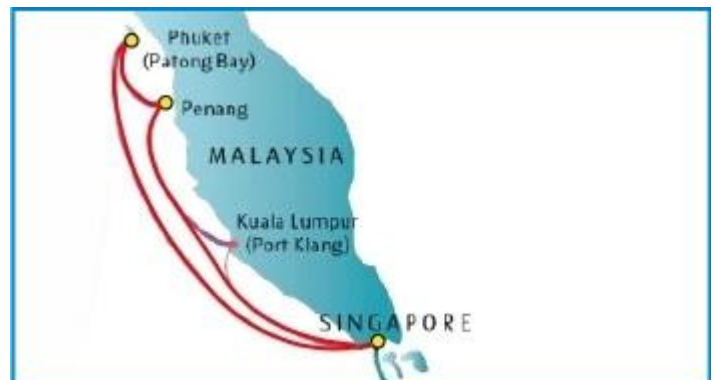 Phuket
(Patong Bay)
Penang
MALAYSIA
Kuala Lumpur
(Port Klang)
SINGAPORE